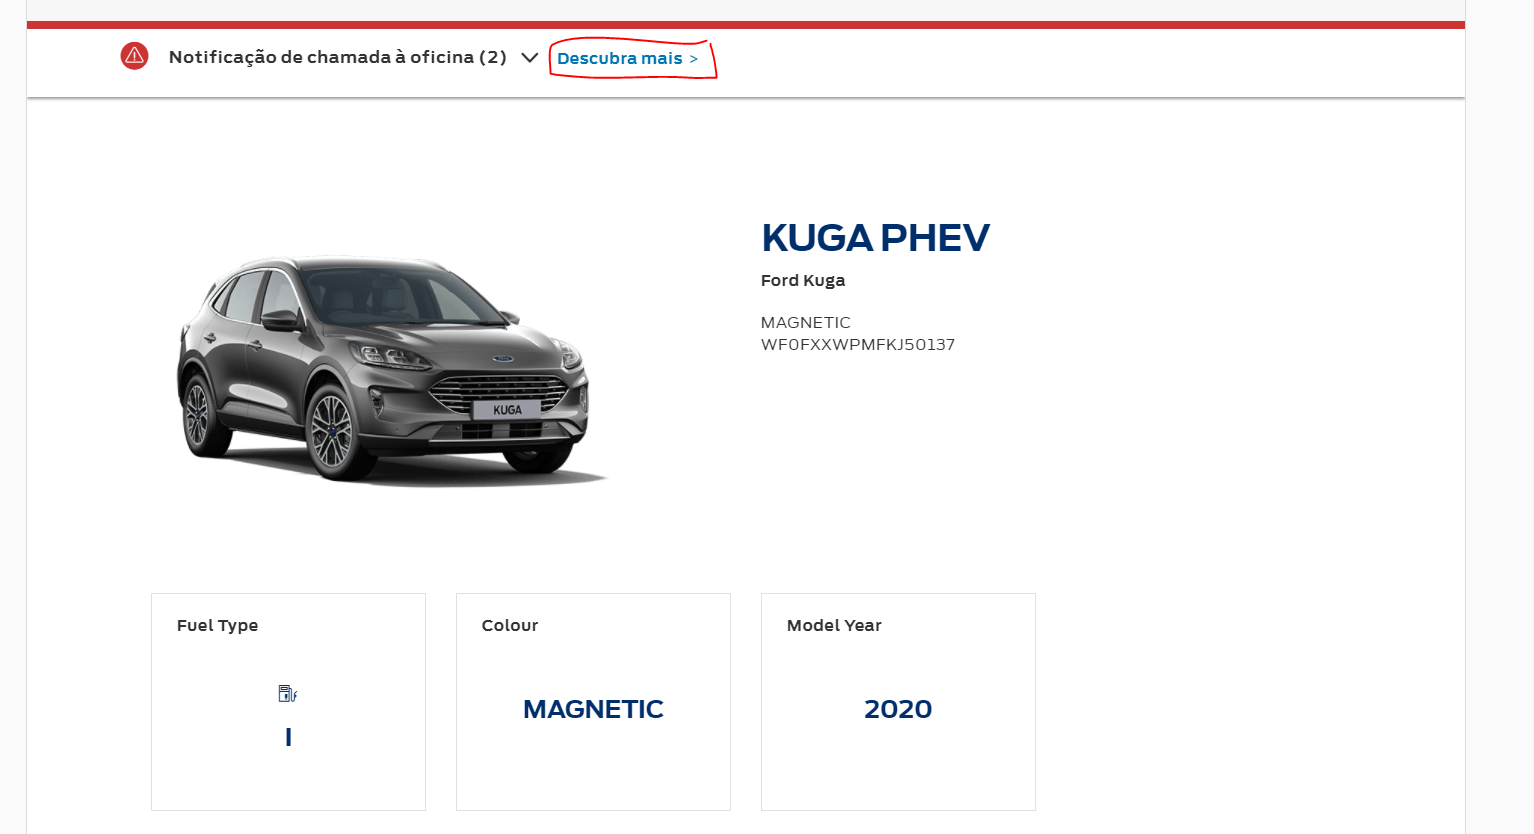 Notificação de chamada à oficina (2) Descubra mais >
KUGA PHEV
Ford Kuga
MAGNETIC
WF0FXXWPMFKJ50137
KUGA
Fuel Type
I
Colour
MAGNETIC
Model Year
2020